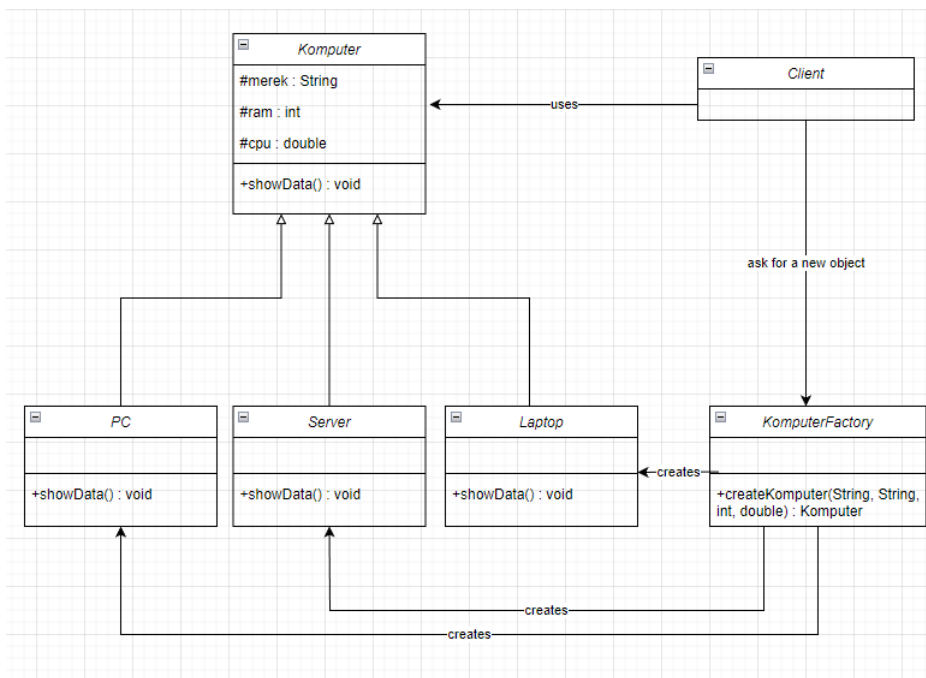 Komputer
#merek : String
#ram : int
#cpu : double
+showData() : void
Client
uses
ask for a new object
PC
+showData() : void
Server
+showData() : void
Laptop
+showData() : void
creates
KomputerFactory
+createKomputer(String, String,
int, double) : Komputer
creates
creates